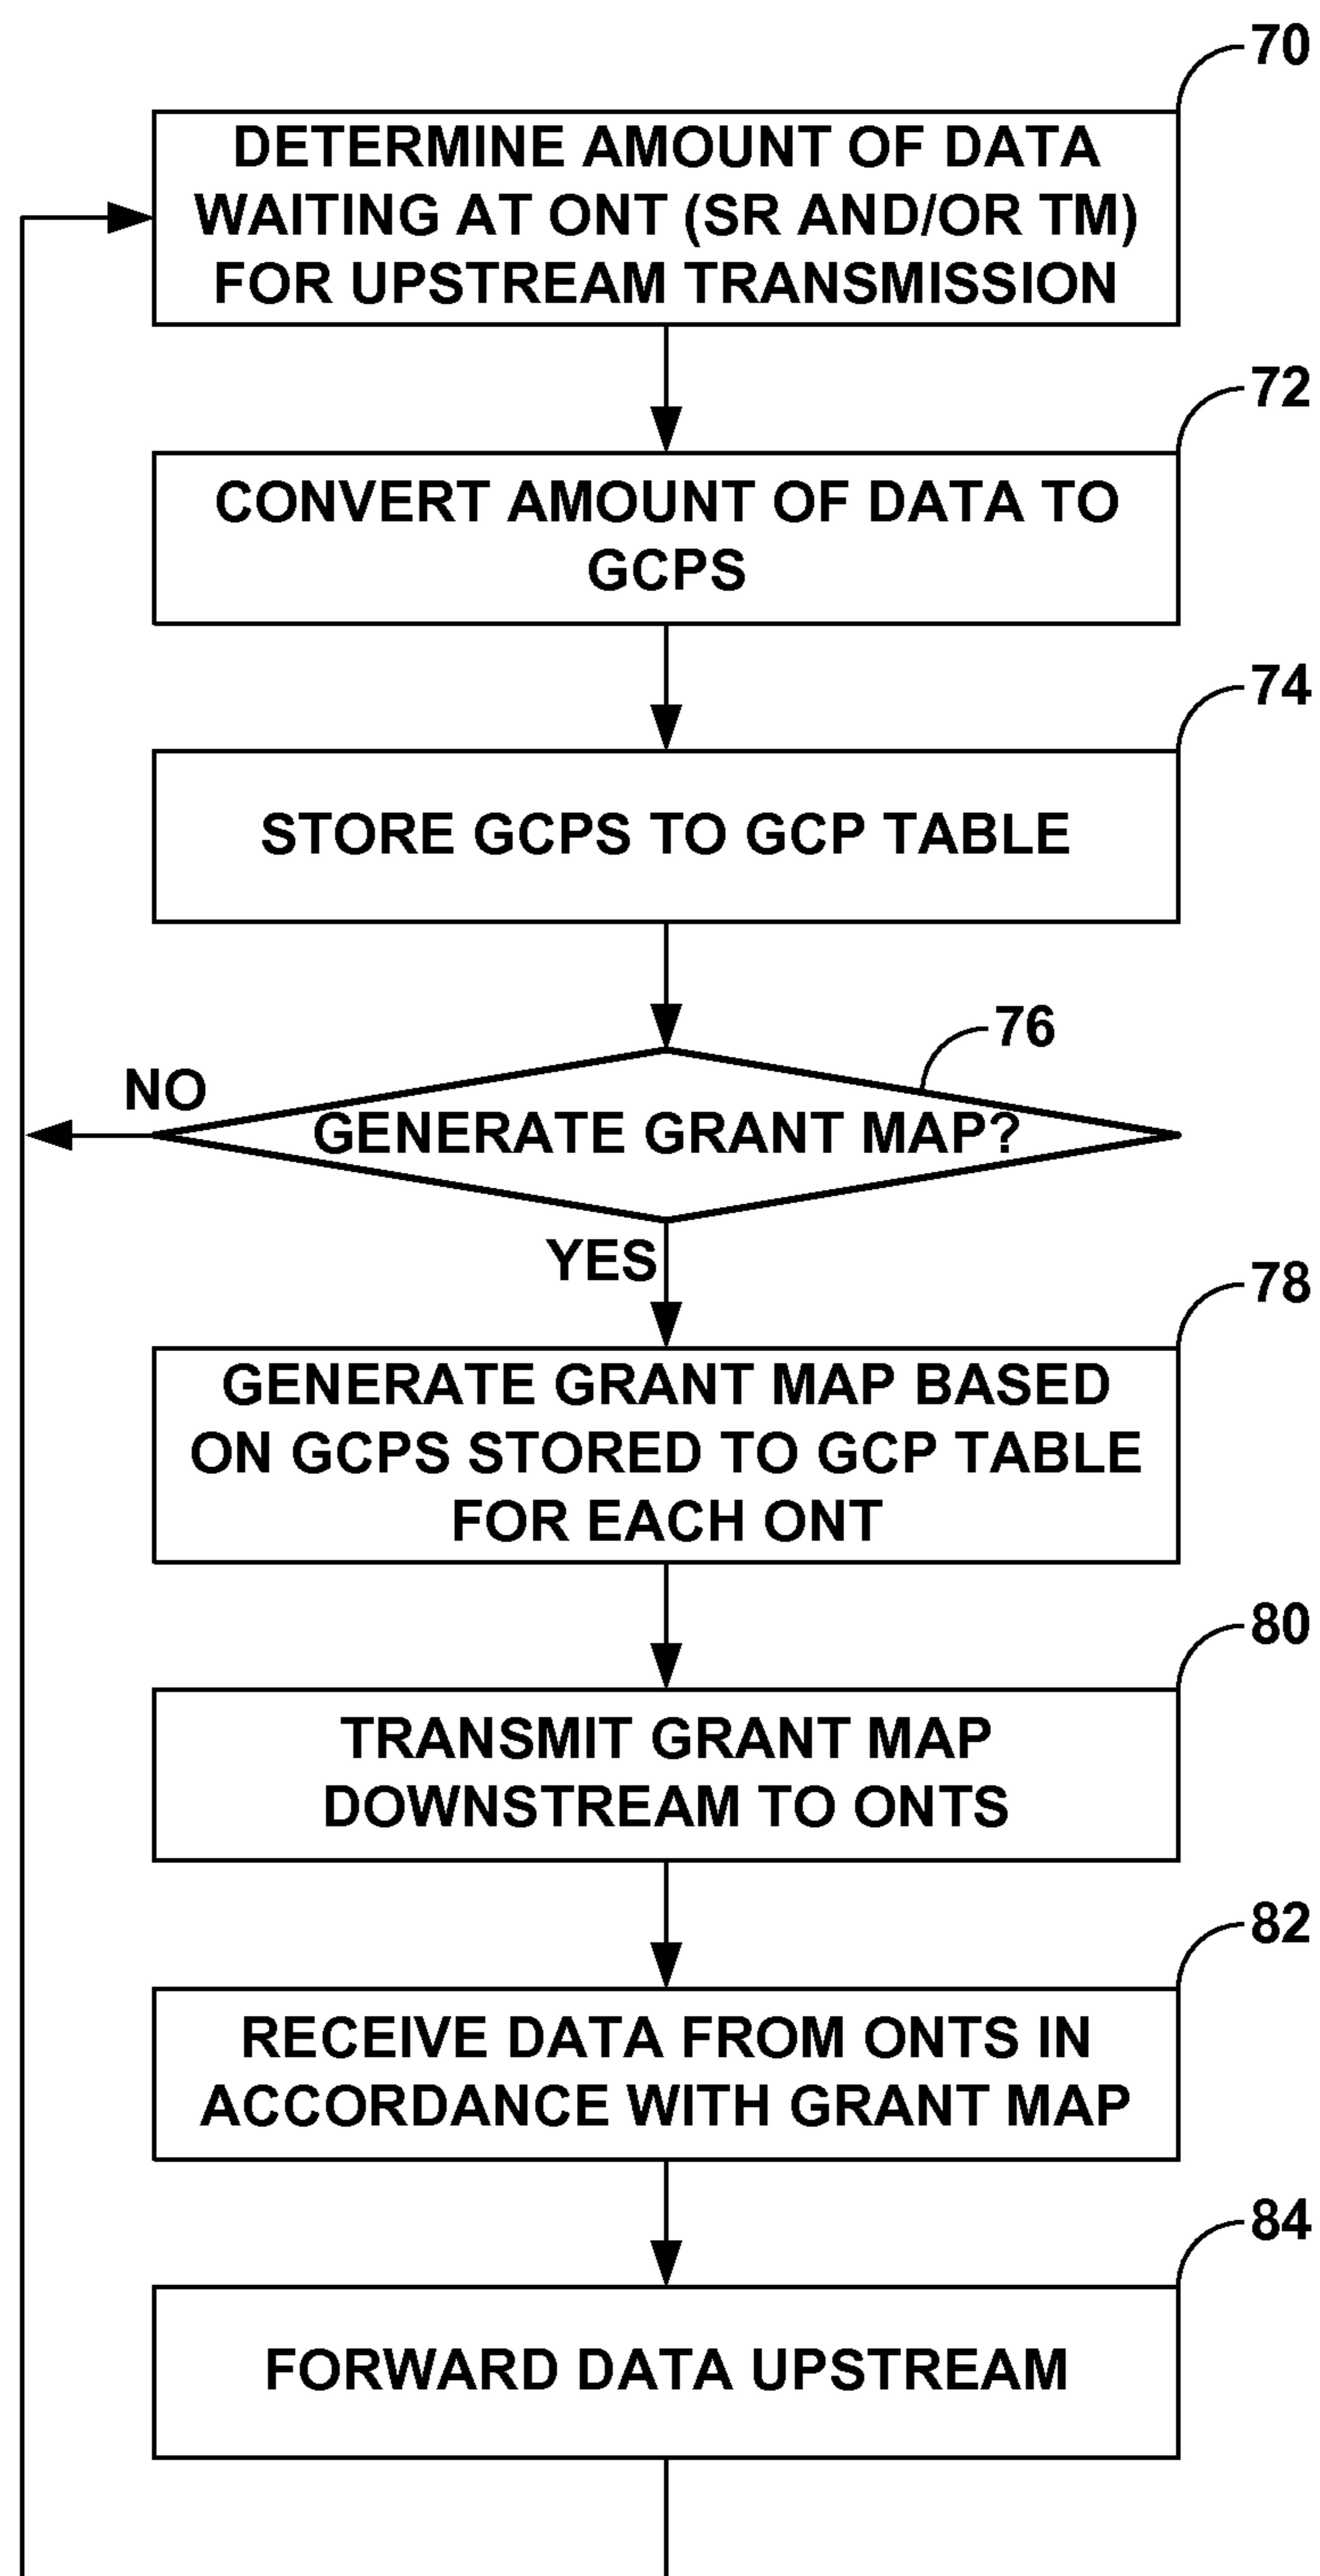 70
DETERMINE AMOUNT OF DATA
WAITING AT ONT (SR AND/OR TM)
FOR UPSTREAM TRANSMISSION
72
CONVERT AMOUNT OF DATA TO
GCPS
74
STORE GCPS TO GCP TABLE
76
NO
GENERATE GRANT MAP?
YES
78
GENERATE GRANT MAP BASED
ON GCPS STORED TO GCP TABLE
FOR EACH ONT
80
TRANSMIT GRANT MAP
DOWNSTREAM TO ONTS
82
RECEIVE DATA FROM ONTS IN
ACCORDANCE WITH GRANT MAP
84
FORWARD DATA UPSTREAM